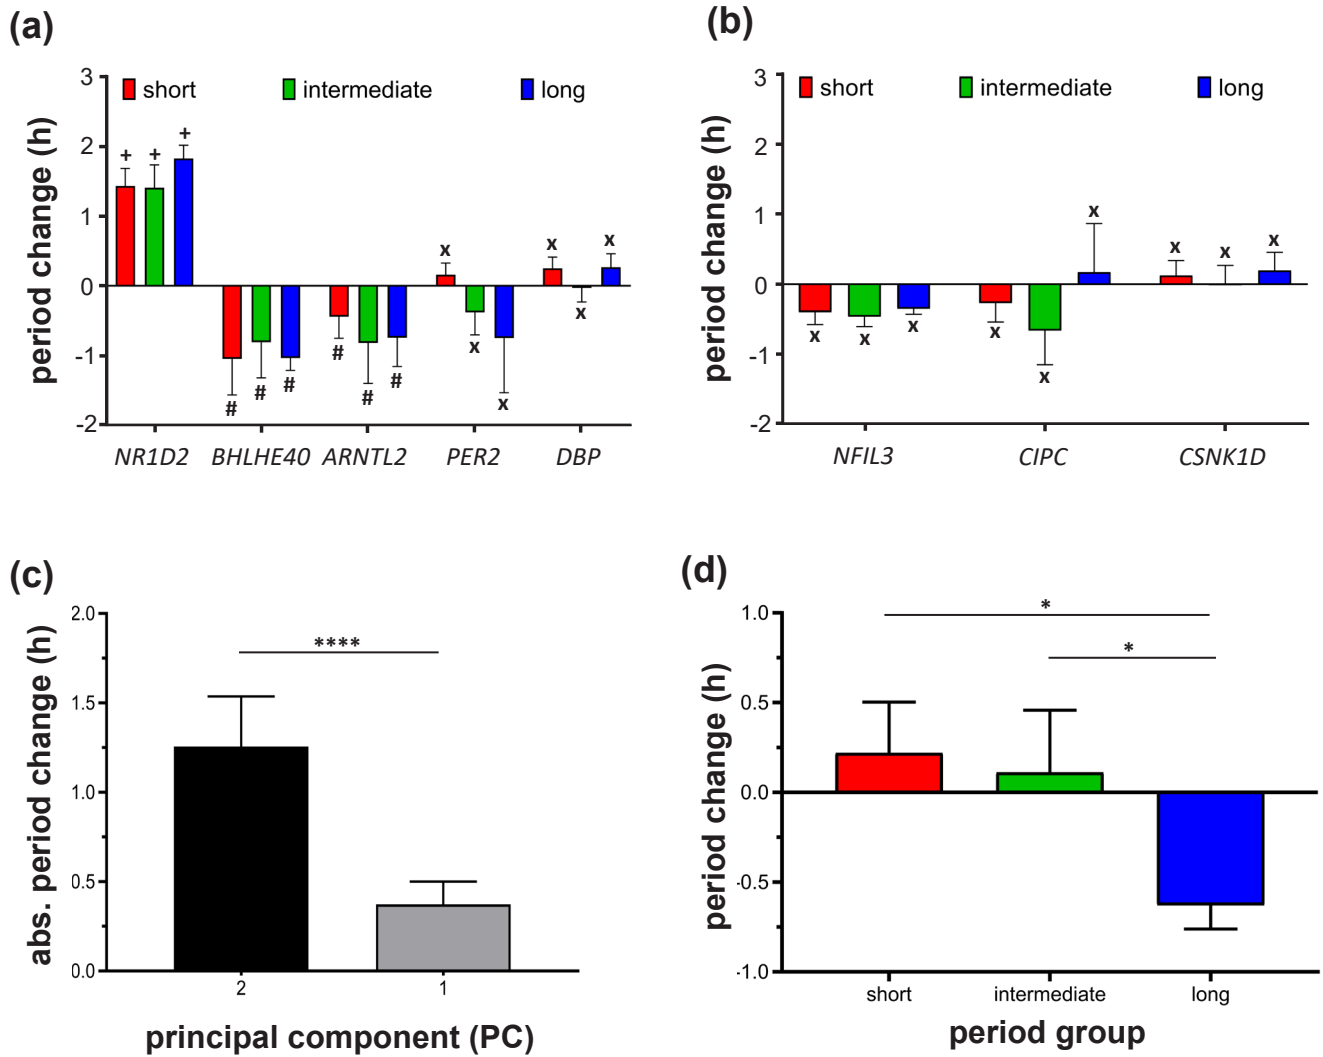 (a)
short intermediate long
period change (h)
3
2
1
0
-1
-2
+ + +
# # #
# # #
x x x
x x x
NR1D2 BHLHE40 ARNTL2 PER2 DBP
(b)
short intermediate long
period change (h)
3
2
1
0
-1
-2
x x x
x x x
x x x
NFIL3 CIPC CSNK1D
(c)
abs. period change (h)
2.0
1.5
1.0
0.5
0.0
****
2 1
principal component (PC)
(d)
period change (h)
1.0
0.5
0.0
-0.5
-1.0
*
*
short intermediate long
period group